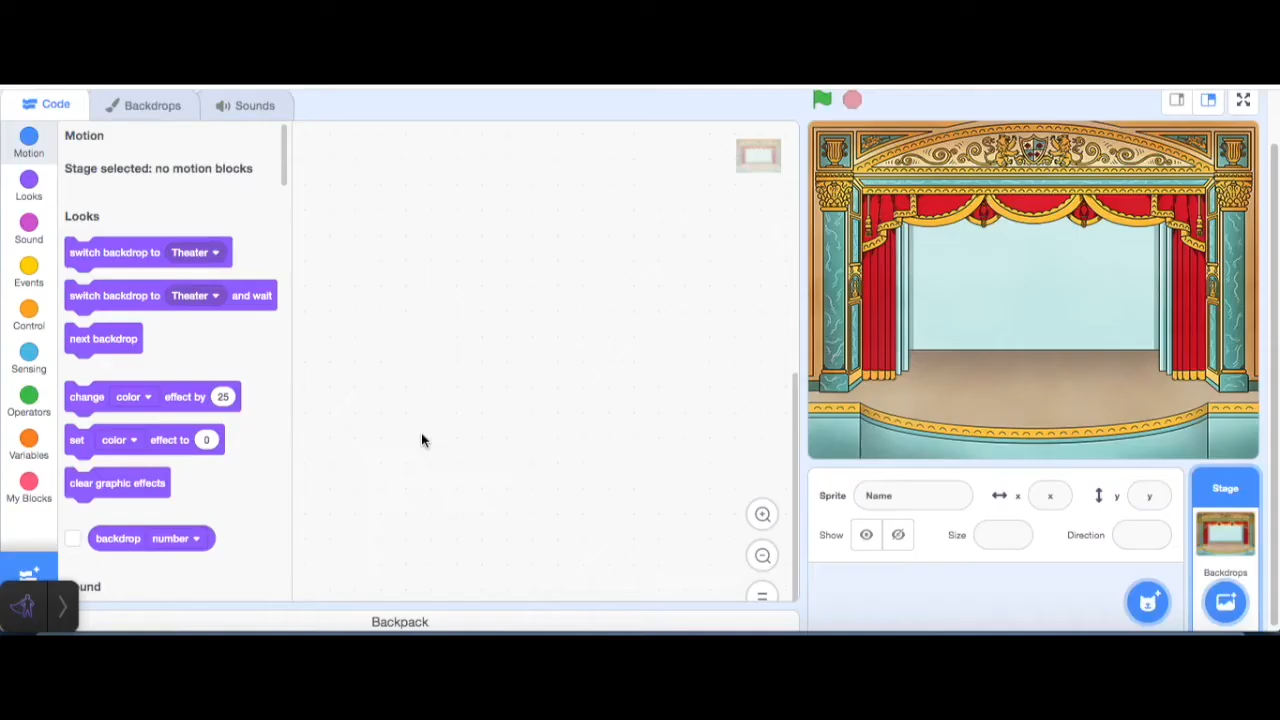 Code
Backdrops
Sounds
Motion
Looks
Sound
Events
Control
Sensing
Operators
Variables
My Blocks
Motion
Stage selected: no motion blocks
Looks
switch backdrop to Theater
switch backdrop to Theater and wait
next backdrop
change color effect by 25
set color effect to 0
clear graphic effects
backdrop number
ound
Backpack
Sprite Name x x y y
Show Size Direction
Stage
Backdrops